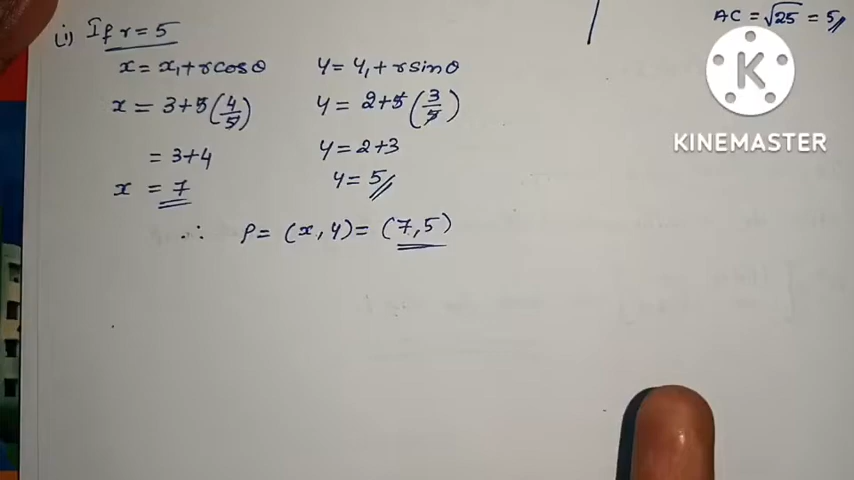 (i) If r = 5
x = x₁ + r cos θ    y = y₁ + r sin θ
x = 3+5(4/5)    y = 2+5(3/5)
= 3+4    y = 2+3
x = 7    y = 5//
∴ P = (x, y) = (7, 5)
AC = √25 = 5//
KINEMASTER